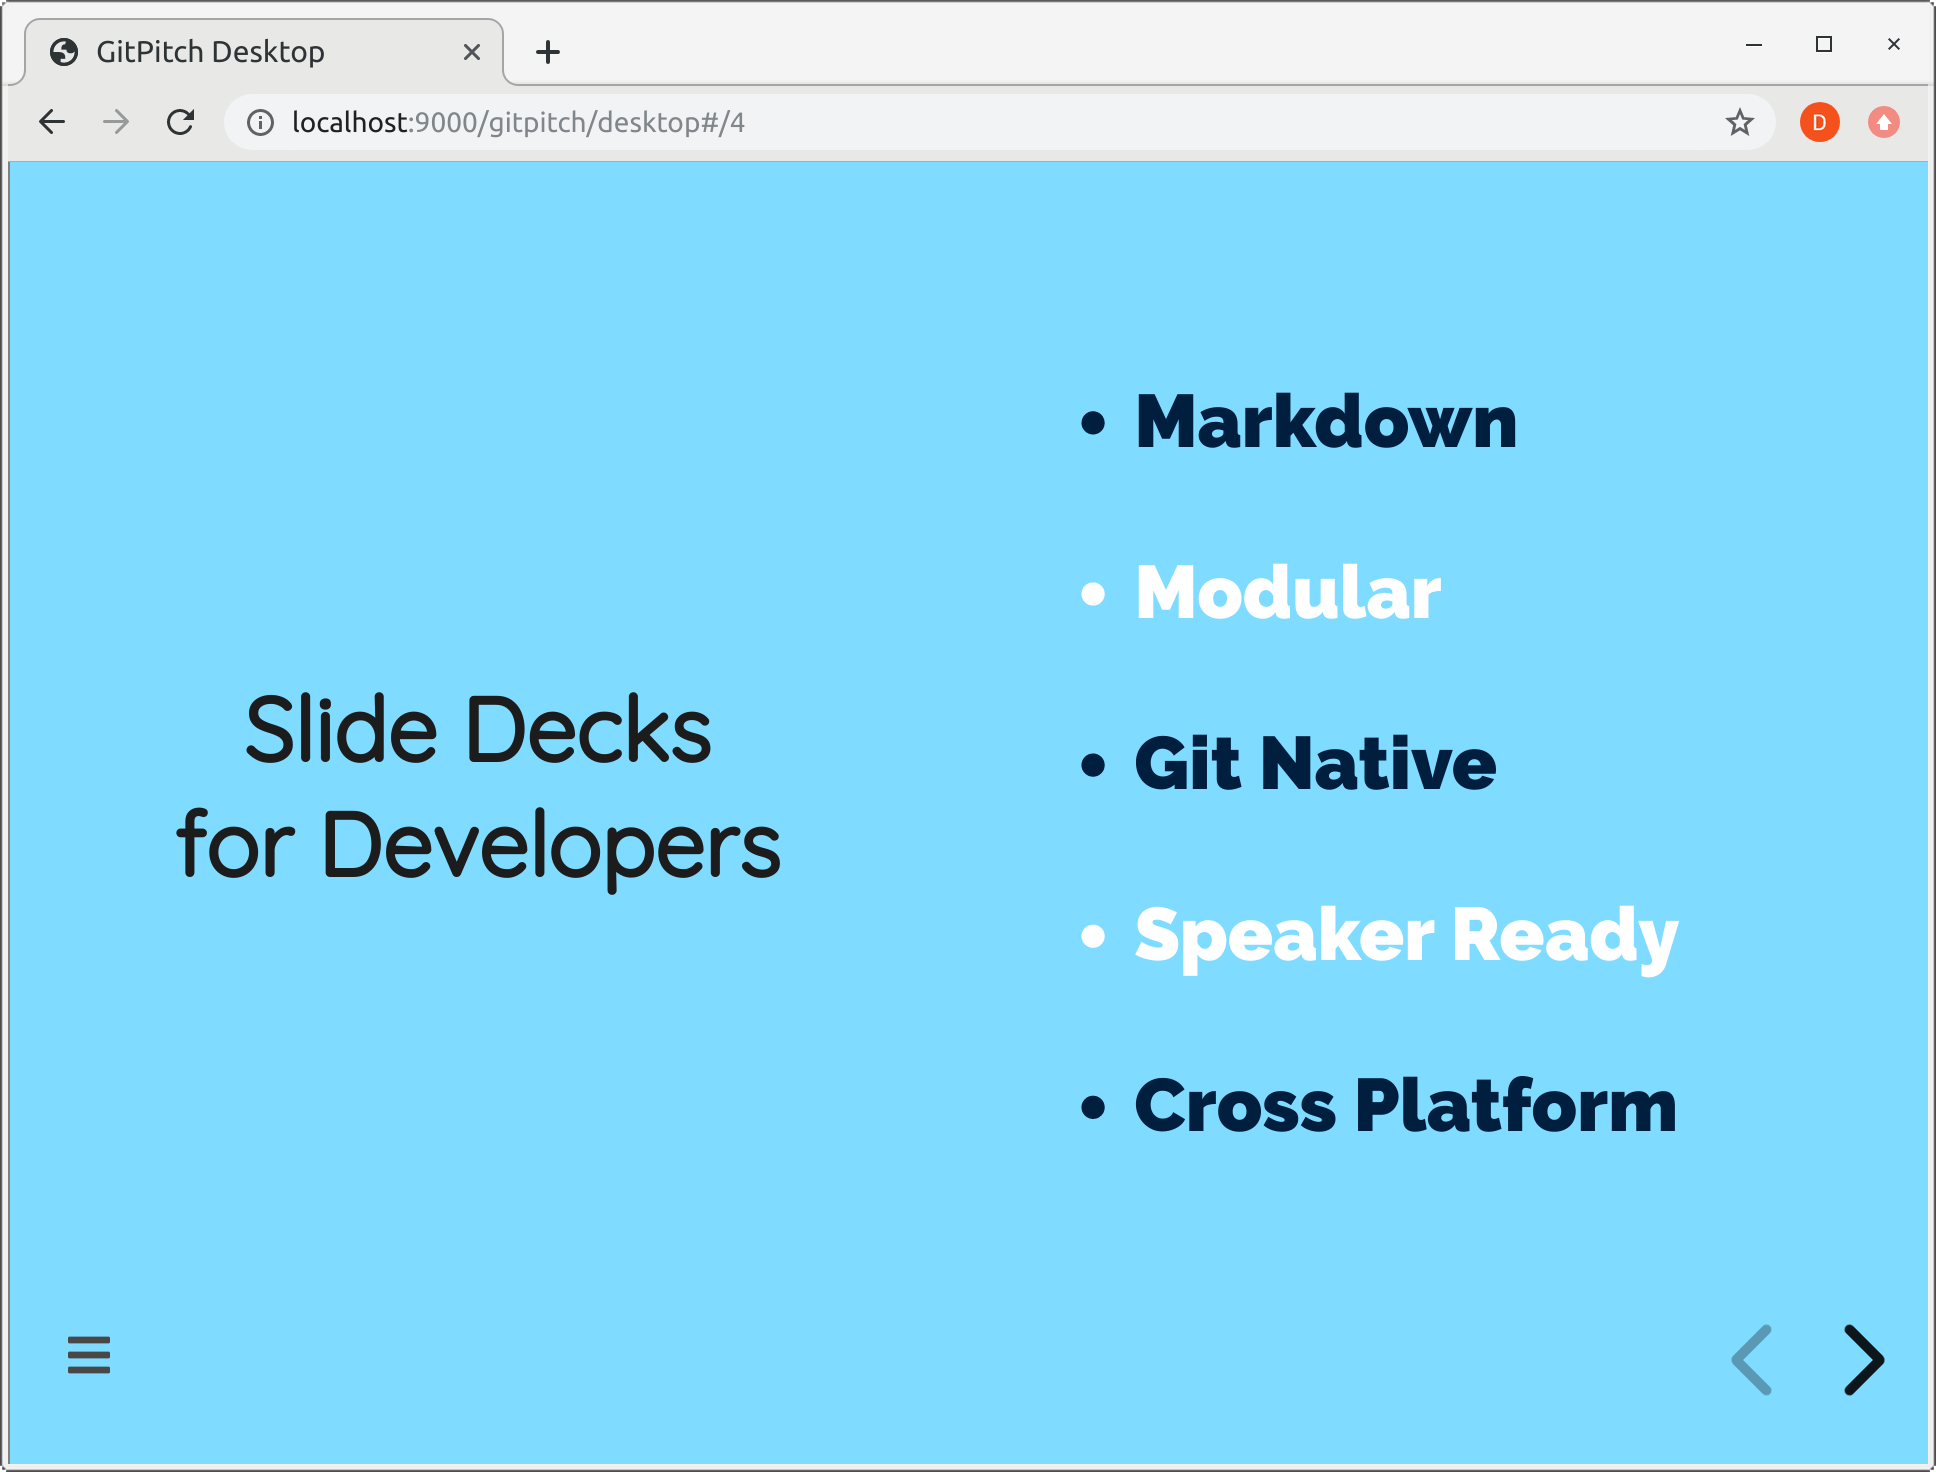 GitPitch Desktop
localhost:9000/gitpitch/desktop#/4
D
Slide Decks
for Developers
• Markdown
• Modular
• Git Native
• Speaker Ready
• Cross Platform